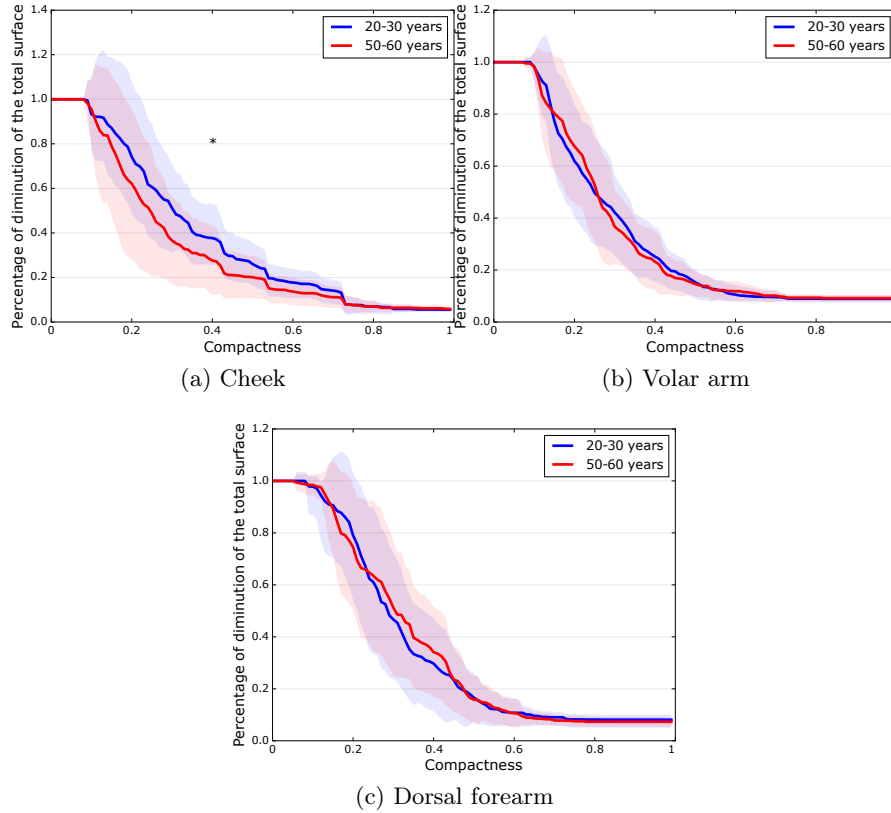 Percentage of diminution of the total surface
1.4
1.2
1.0
0.8
0.6
0.4
0.2
0.0
20-30 years
50-60 years
*
0
0.2
0.4
0.6
0.8
1
Compactness
(a) Cheek
Percentage of diminution of the total surface
1.2
1.0
0.8
0.6
0.4
0.2
0.0
20-30 years
50-60 years
0
0.2
0.4
0.6
0.8
Compactness
(b) Volar arm
Percentage of diminution of the total surface
1.2
1.0
0.8
0.6
0.4
0.2
0.0
20-30 years
50-60 years
0
0.2
0.4
0.6
0.8
1
Compactness
(c) Dorsal forearm